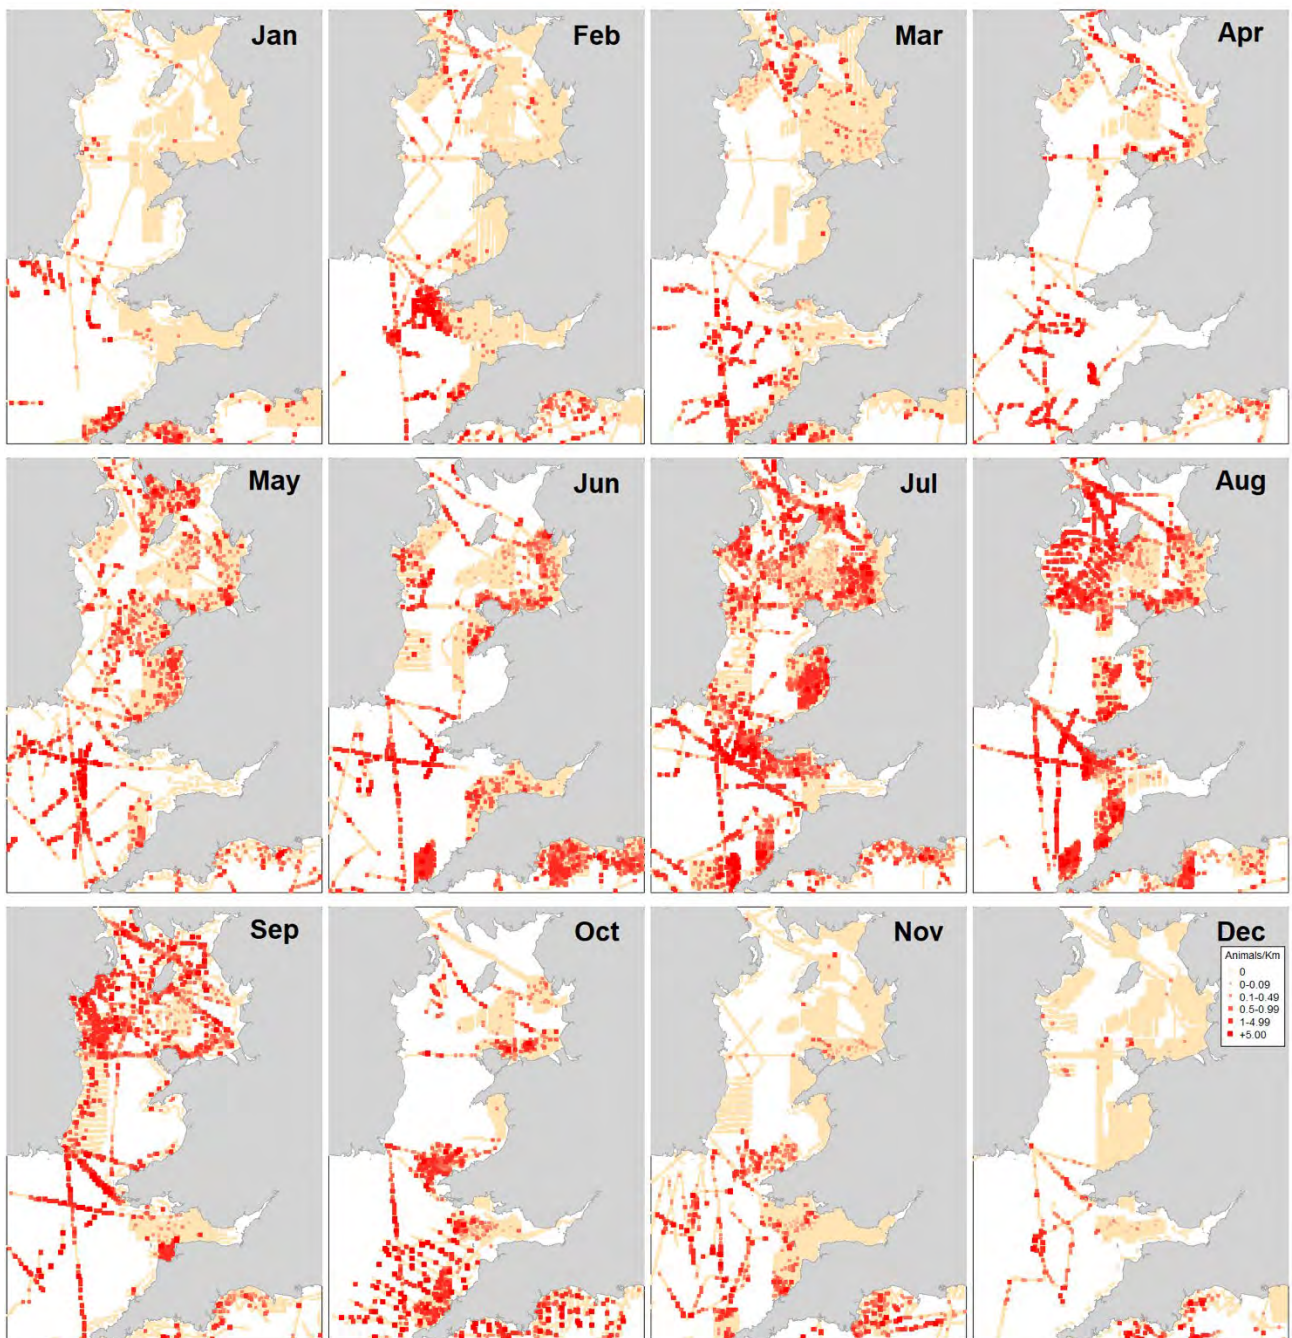 Jan
Feb
Mar
Apr
May
Jun
Jul
Aug
Sep
Oct
Nov
Dec
Animals/Km
0
0-0.09
0.1-0.49
0.5-0.99
1-4.99
+5.00